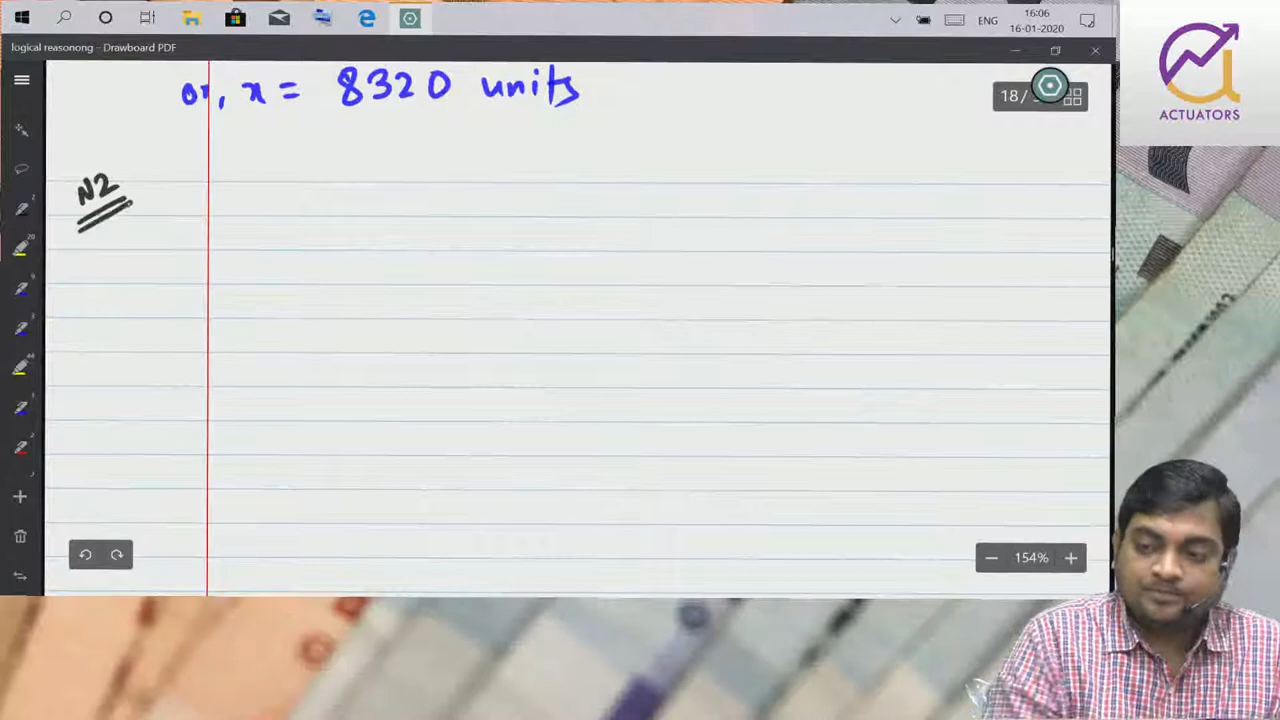 16:06
ENG
16-01-2020
logical reasonong - Drawboard PDF
ACTUATORS
or, x = 8320 units
18 /
N2
154%